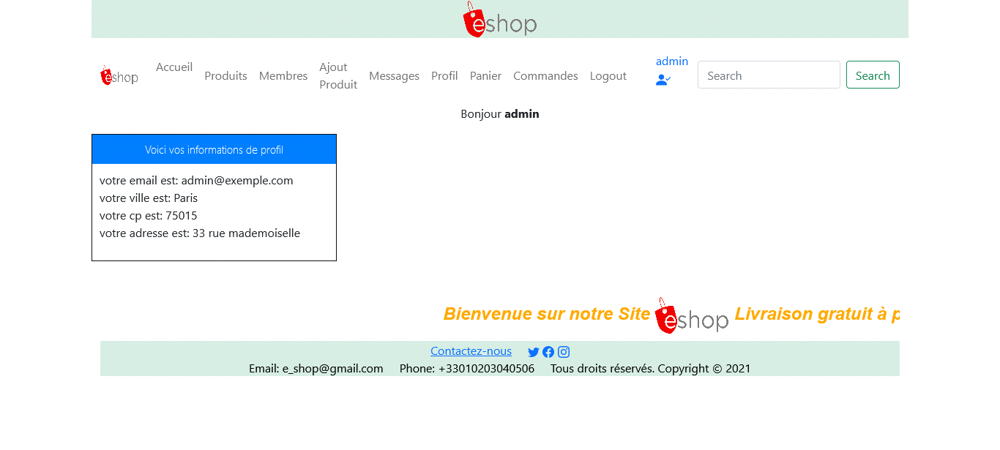 eshop
eshop Accueil Produits Membres Ajout Produit Messages Profil Panier Commandes Logout admin Search Search
Bonjour admin
Voici vos informations de profil
votre email est: admin@exemple.com
votre ville est: Paris
votre cp est: 75015
votre adresse est: 33 rue mademoiselle
Bienvenue sur notre Site eshop Livraison gratuit à p
Contactez-nous
Email: e_shop@gmail.com Phone: +33010203040506 Tous droits réservés. Copyright © 2021